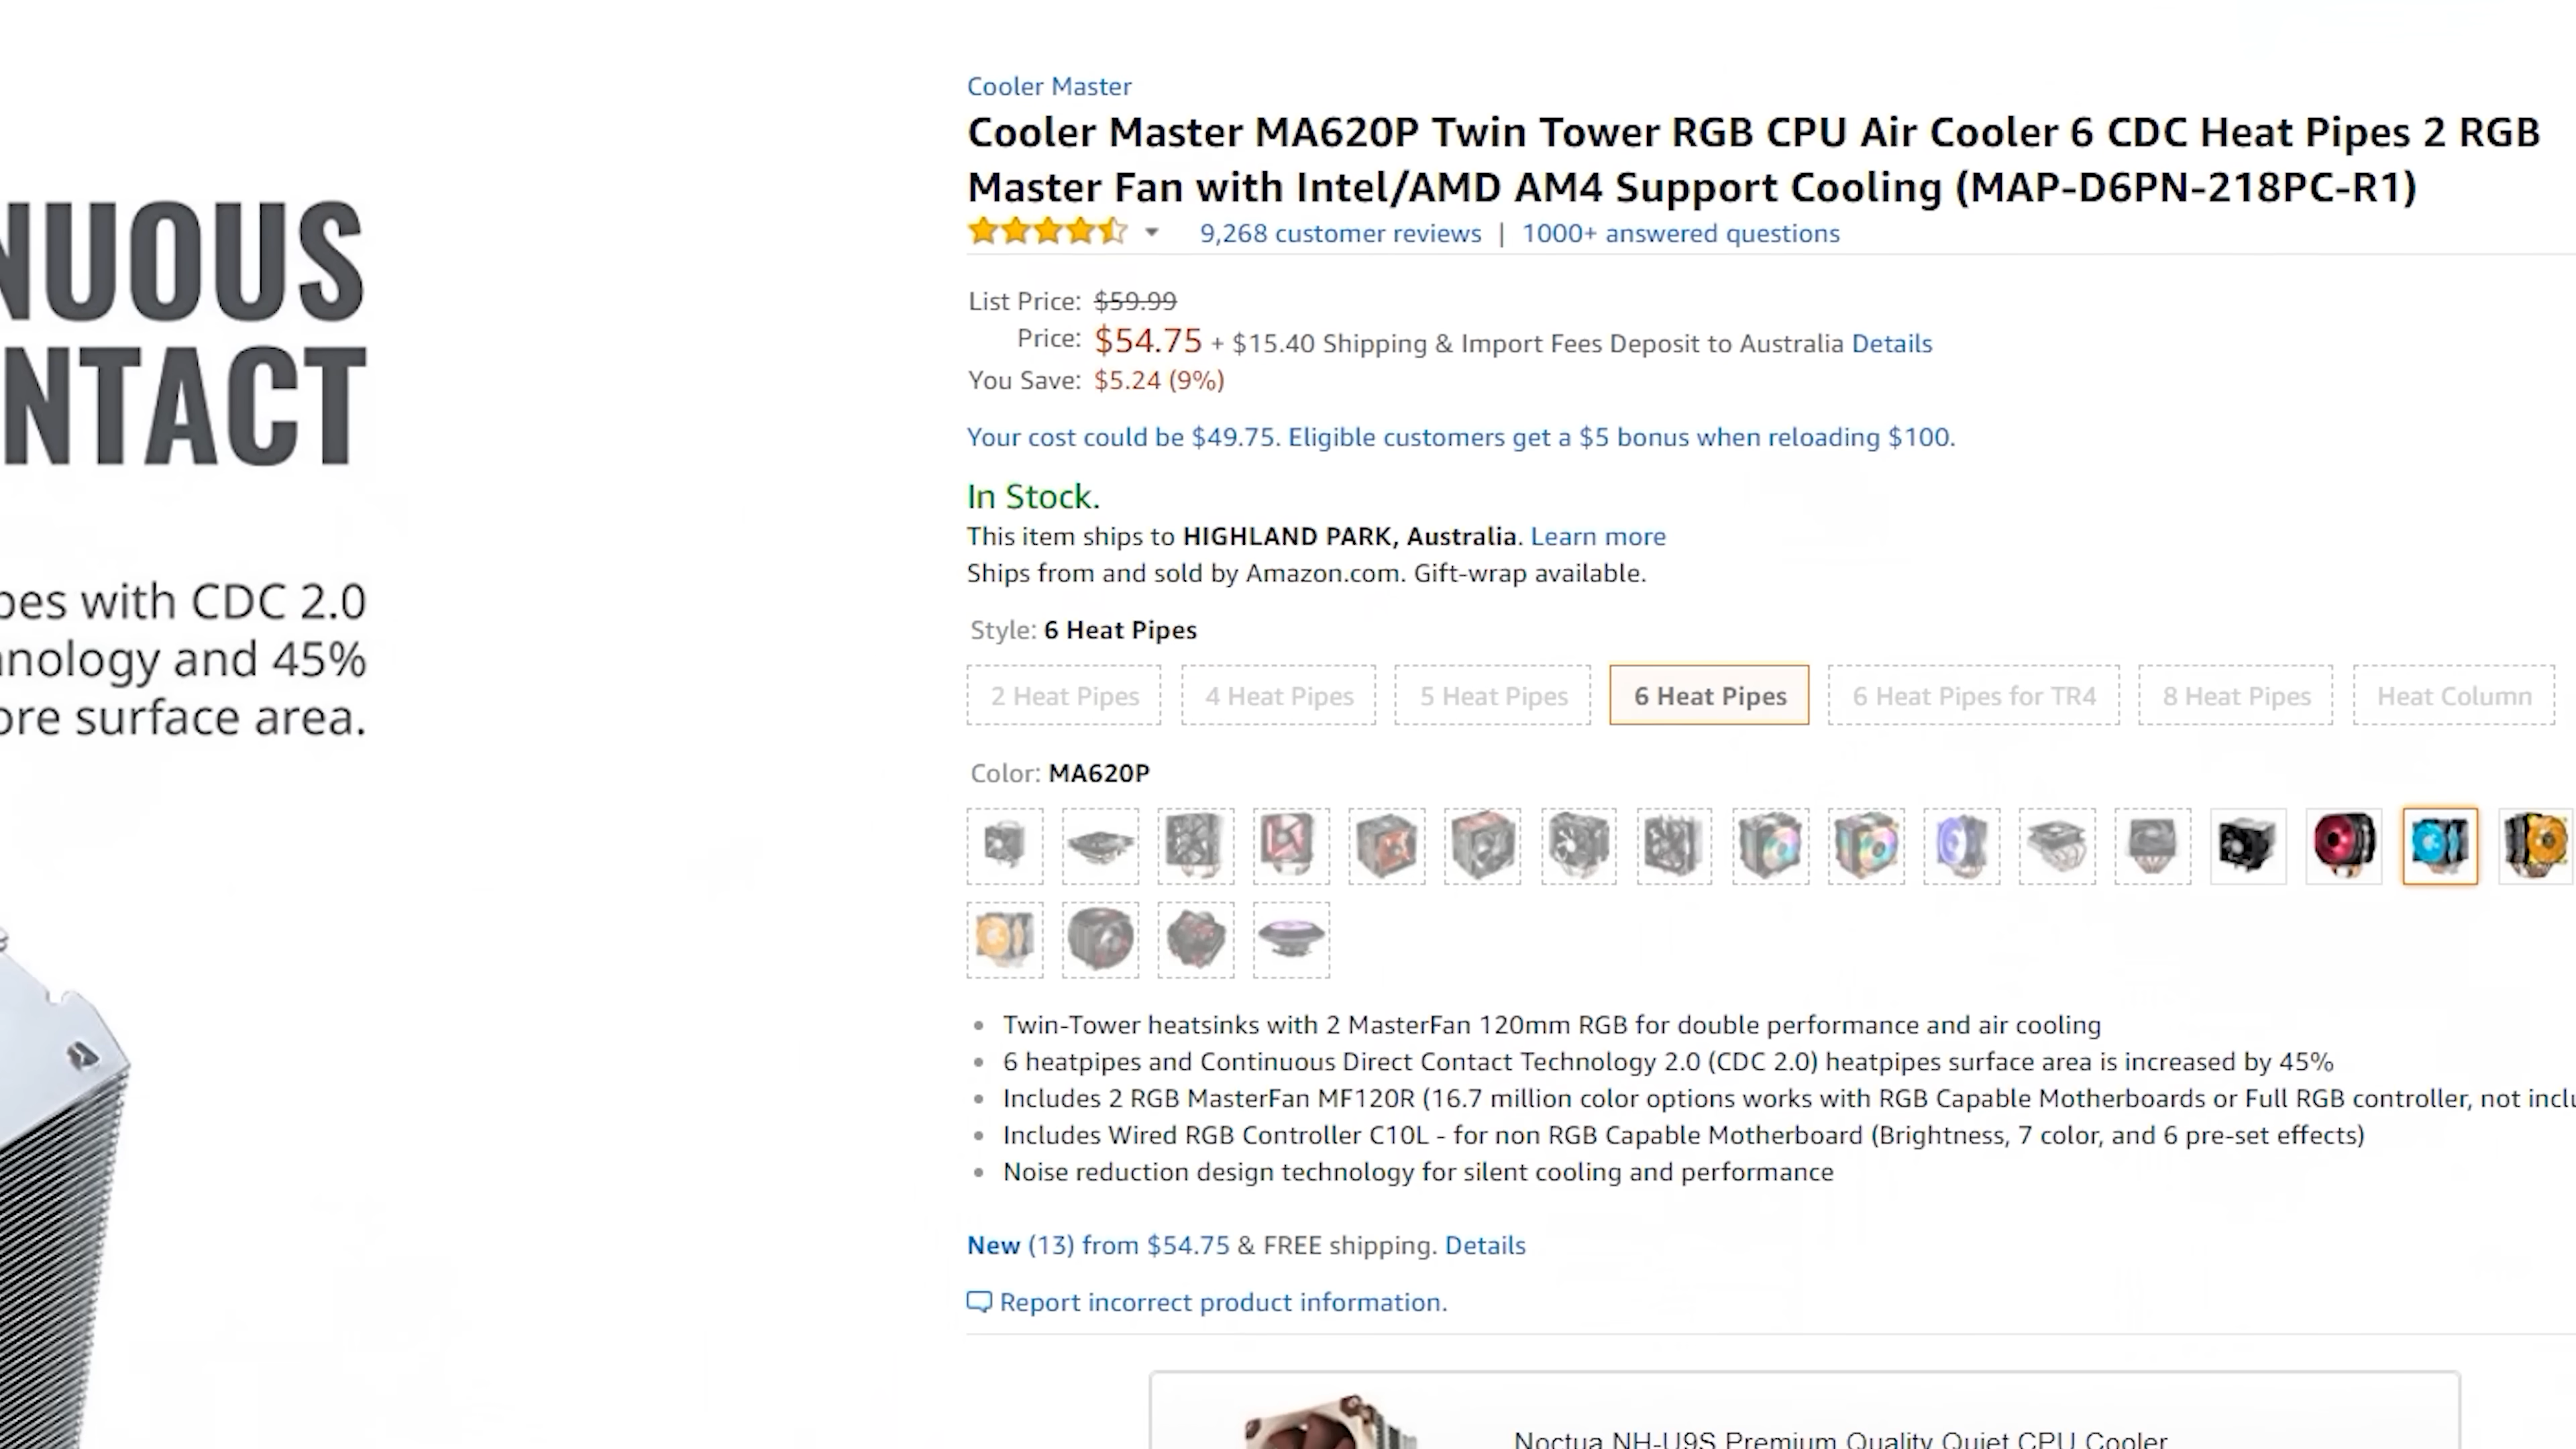 Cooler Master
Cooler Master MA620P Twin Tower RGB CPU Air Cooler 6 CDC Heat Pipes 2 RGB
Master Fan with Intel/AMD AM4 Support Cooling (MAP-D6PN-218PC-R1)
9,268 customer reviews | 1000+ answered questions
List Price: $59.99
Price: $54.75 + $15.40 Shipping & Import Fees Deposit to Australia Details
You Save: $5.24 (9%)
Your cost could be $49.75. Eligible customers get a $5 bonus when reloading $100.
In Stock.
This item ships to HIGHLAND PARK, Australia. Learn more
Ships from and sold by Amazon.com. Gift-wrap available.
Style: 6 Heat Pipes
2 Heat Pipes 4 Heat Pipes 5 Heat Pipes 6 Heat Pipes 6 Heat Pipes for TR4 8 Heat Pipes Heat Column
Color: MA620P
• Twin-Tower heatsinks with 2 MasterFan 120mm RGB for double performance and air cooling
• 6 heatpipes and Continuous Direct Contact Technology 2.0 (CDC 2.0) heatpipes surface area is increased by 45%
• Includes 2 RGB MasterFan MF120R (16.7 million color options works with RGB Capable Motherboards or Full RGB controller, not inclu
• Includes Wired RGB Controller C10L - for non RGB Capable Motherboard (Brightness, 7 color, and 6 pre-set effects)
• Noise reduction design technology for silent cooling and performance
New (13) from $54.75 & FREE shipping. Details
Report incorrect product information.
Noctua NH-U9S Premium Quality Quiet CPU Cooler
NUOUS
NTACT
pes with CDC 2.0
nology and 45%
ore surface area.